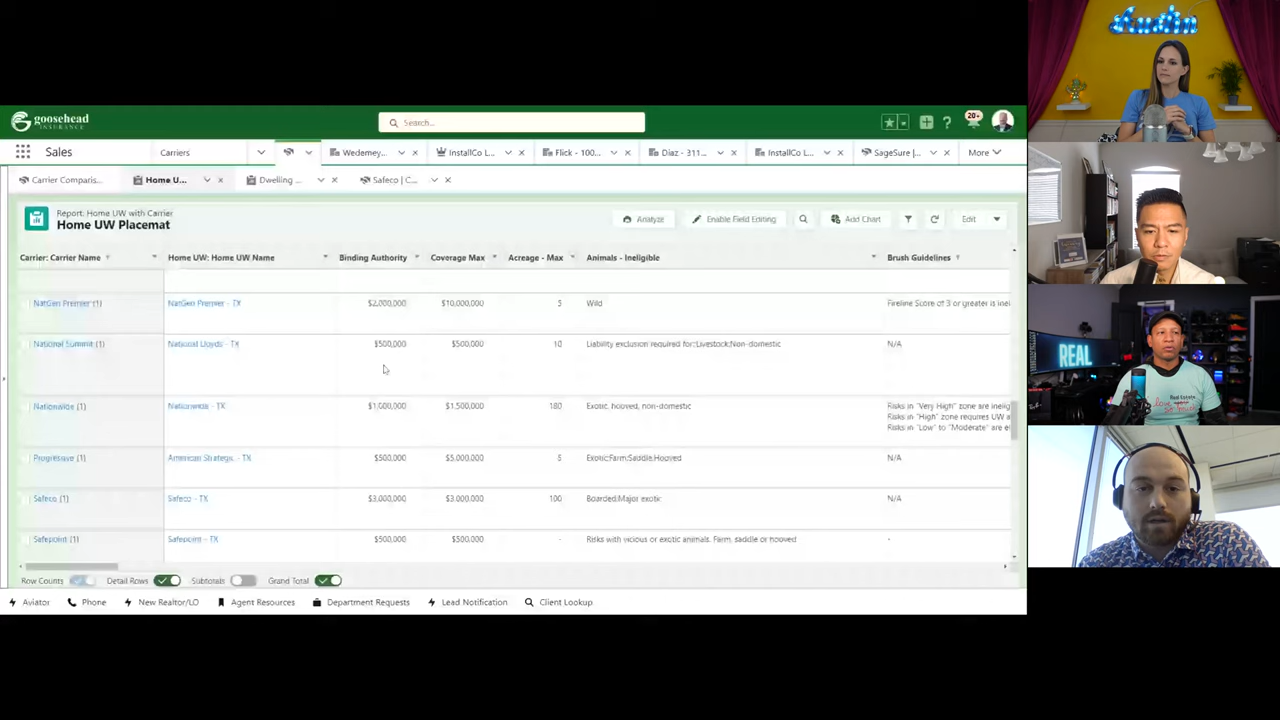 goosehead
INSURANCE
Search...
20+
Sales
Carriers
Wedemey...
InstallCo L...
Flick - 100...
Diaz - 311...
InstallCo L...
SageSure |...
More
Carrier Comparis...
Home U...
Dwelling ...
Safeco | C...
Report: Home UW with Carrier
Home UW Placemat
Analyze
Enable Field Editing
Add Chart
Edit
Carrier: Carrier Name
Home UW: Home UW Name
Binding Authority
Coverage Max
Acreage - Max
Animals - Ineligible
Brush Guidelines
NatGen Premier (1)
NatGen Premier - TX
$2,000,000
$10,000,000
5
Wild
Fireline Score of 3 or greater is ineli
National Summit (1)
National Lloyds - TX
$500,000
$500,000
10
Liability exclusion required for:;Livestock;Non-domestic
N/A
Nationwide (1)
Nationwide - TX
$1,000,000
$1,500,000
180
Exotic, hooved, non-domestic
Risks in "Very High" zone are inelig
Risks in "High" zone requires UW a
Risks in "Low" to "Moderate" are e
Progressive (1)
American Strategic - TX
$500,000
$5,000,000
5
Exotic;Farm;Saddle;Hooved
N/A
Safeco (1)
Safeco - TX
$3,000,000
$3,000,000
100
Boarded;Major exotic
N/A
Safepoint (1)
Safepoint - TX
$500,000
$500,000
-
Risks with vicious or exotic animals. Farm, saddle or hooved
-
Row Counts
Detail Rows
Subtotals
Grand Total
Aviator
Phone
New Realtor/LO
Agent Resources
Department Requests
Lead Notification
Client Lookup
Austin
REAL
Real Estate